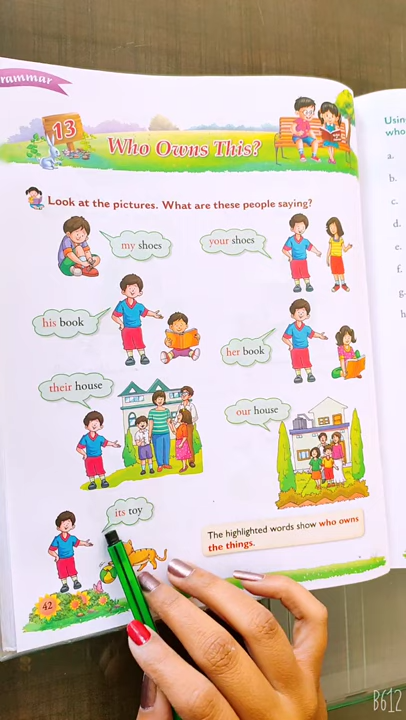 rammar
13
Who Owns This?
Look at the pictures. What are these people saying?
my shoes
your shoes
his book
her book
their house
our house
its toy
The highlighted words show who owns
the things.
42
Usin
who
a.
b.
c.
d.
e.
f.
g.
h
B612